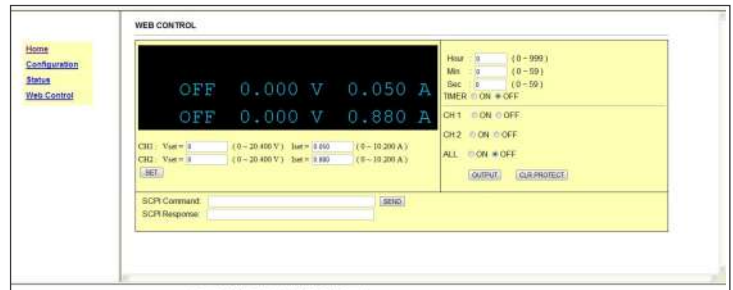 WEB CONTROL
Home
Configuration
Status
Web Control
OFF 0.000 V 0.050 A
OFF 0.000 V 0.880 A
CH1: Vset= 0 (0~20.400 V) Iset= 0.050 (0~10.200 A)
CH2: Vset= 0 (0~20.400 V) Iset= 0.880 (0~10.200 A)
SET
Hour : 0 (0~999)
Min : 0 (0~59)
Sec : 0 (0~59)
TIMER ON OFF
CH 1 ON OFF
CH 2 ON OFF
ALL ON OFF
OUTPUT CLR PROTECT
SCPI Command: SEND
SCPI Response: